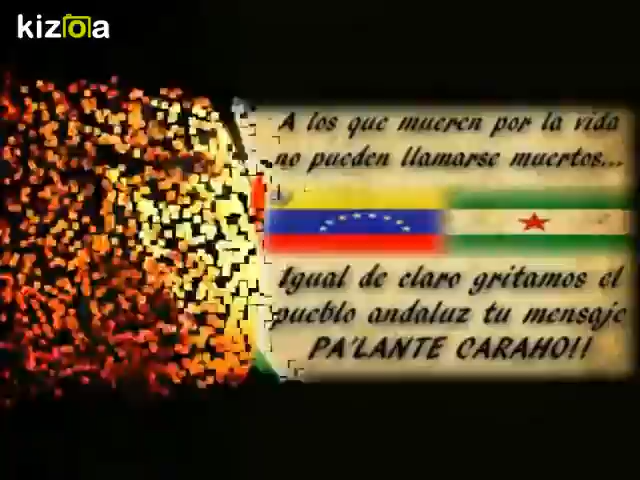 kizoa
A los que mueren por la vida
no pueden llamarse muertos...
Igual de claro gritamos el
pueblo andaluz tu mensaje
PA'LANTE CARAHO!!